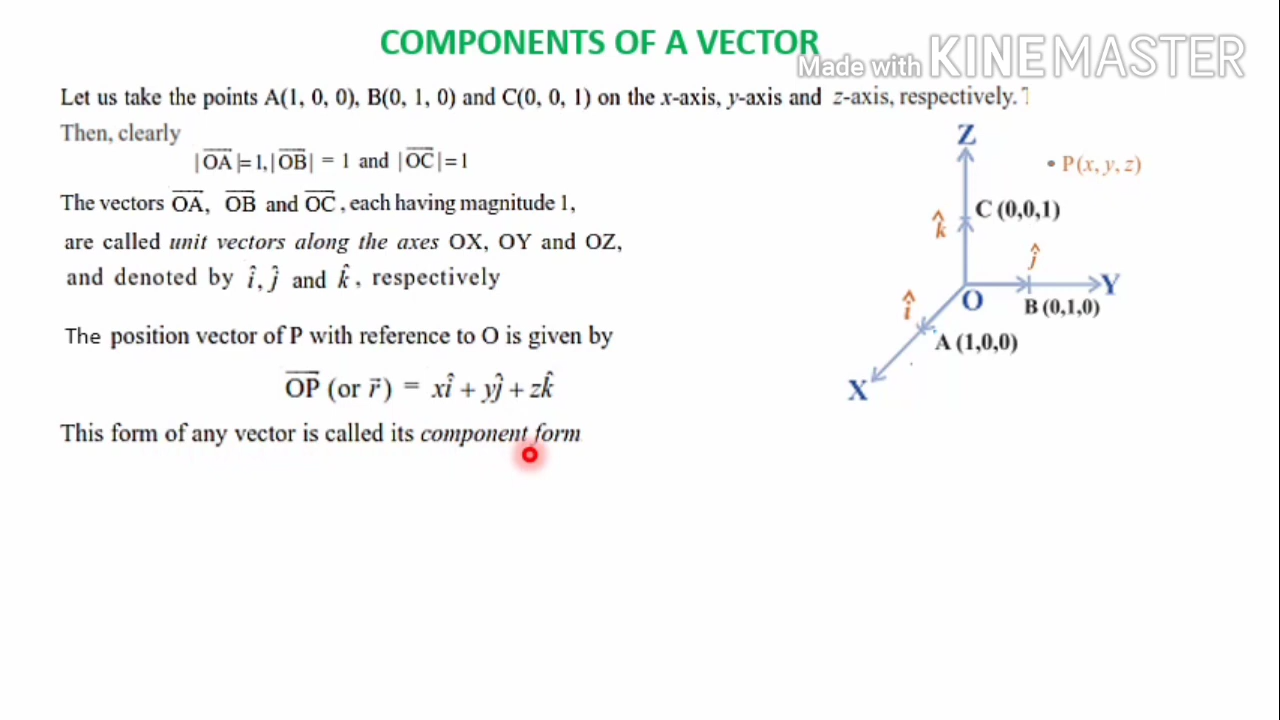 COMPONENTS OF A VECTOR
Made with KINEMASTER
Let us take the points A(1, 0, 0), B(0, 1, 0) and C(0, 0, 1) on the x-axis, y-axis and z-axis, respectively.
Then, clearly
|OA⃗|=1,|OB⃗| = 1 and |OC⃗|=1
The vectors OA⃗, OB⃗ and OC⃗, each having magnitude 1,
are called unit vectors along the axes OX, OY and OZ,
and denoted by î, ĵ and k̂, respectively
The position vector of P with reference to O is given by
OP⃗ (or r⃗) = xî + yĵ + zk̂
This form of any vector is called its component form
Z
P(x, y, z)
C (0,0,1)
k̂
ĵ
Y
O
B (0,1,0)
î
A (1,0,0)
X